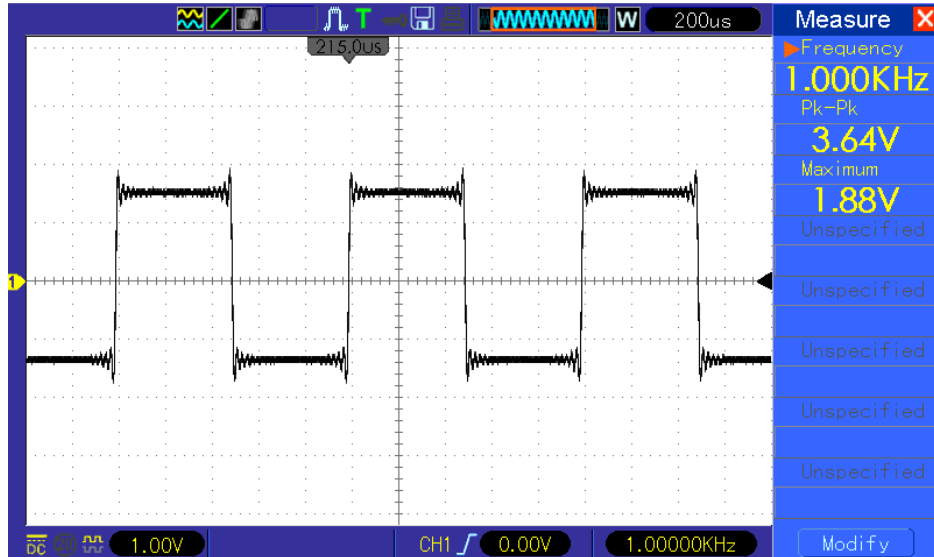 T W 200us Measure X
215.0us
Frequency
1.000KHz
Pk-Pk
3.64V
Maximum
1.88V
Unspecified
Unspecified
Unspecified
Unspecified
Unspecified
1
DC 20 1.00V CH1 0.00V 1.00000KHz Modify